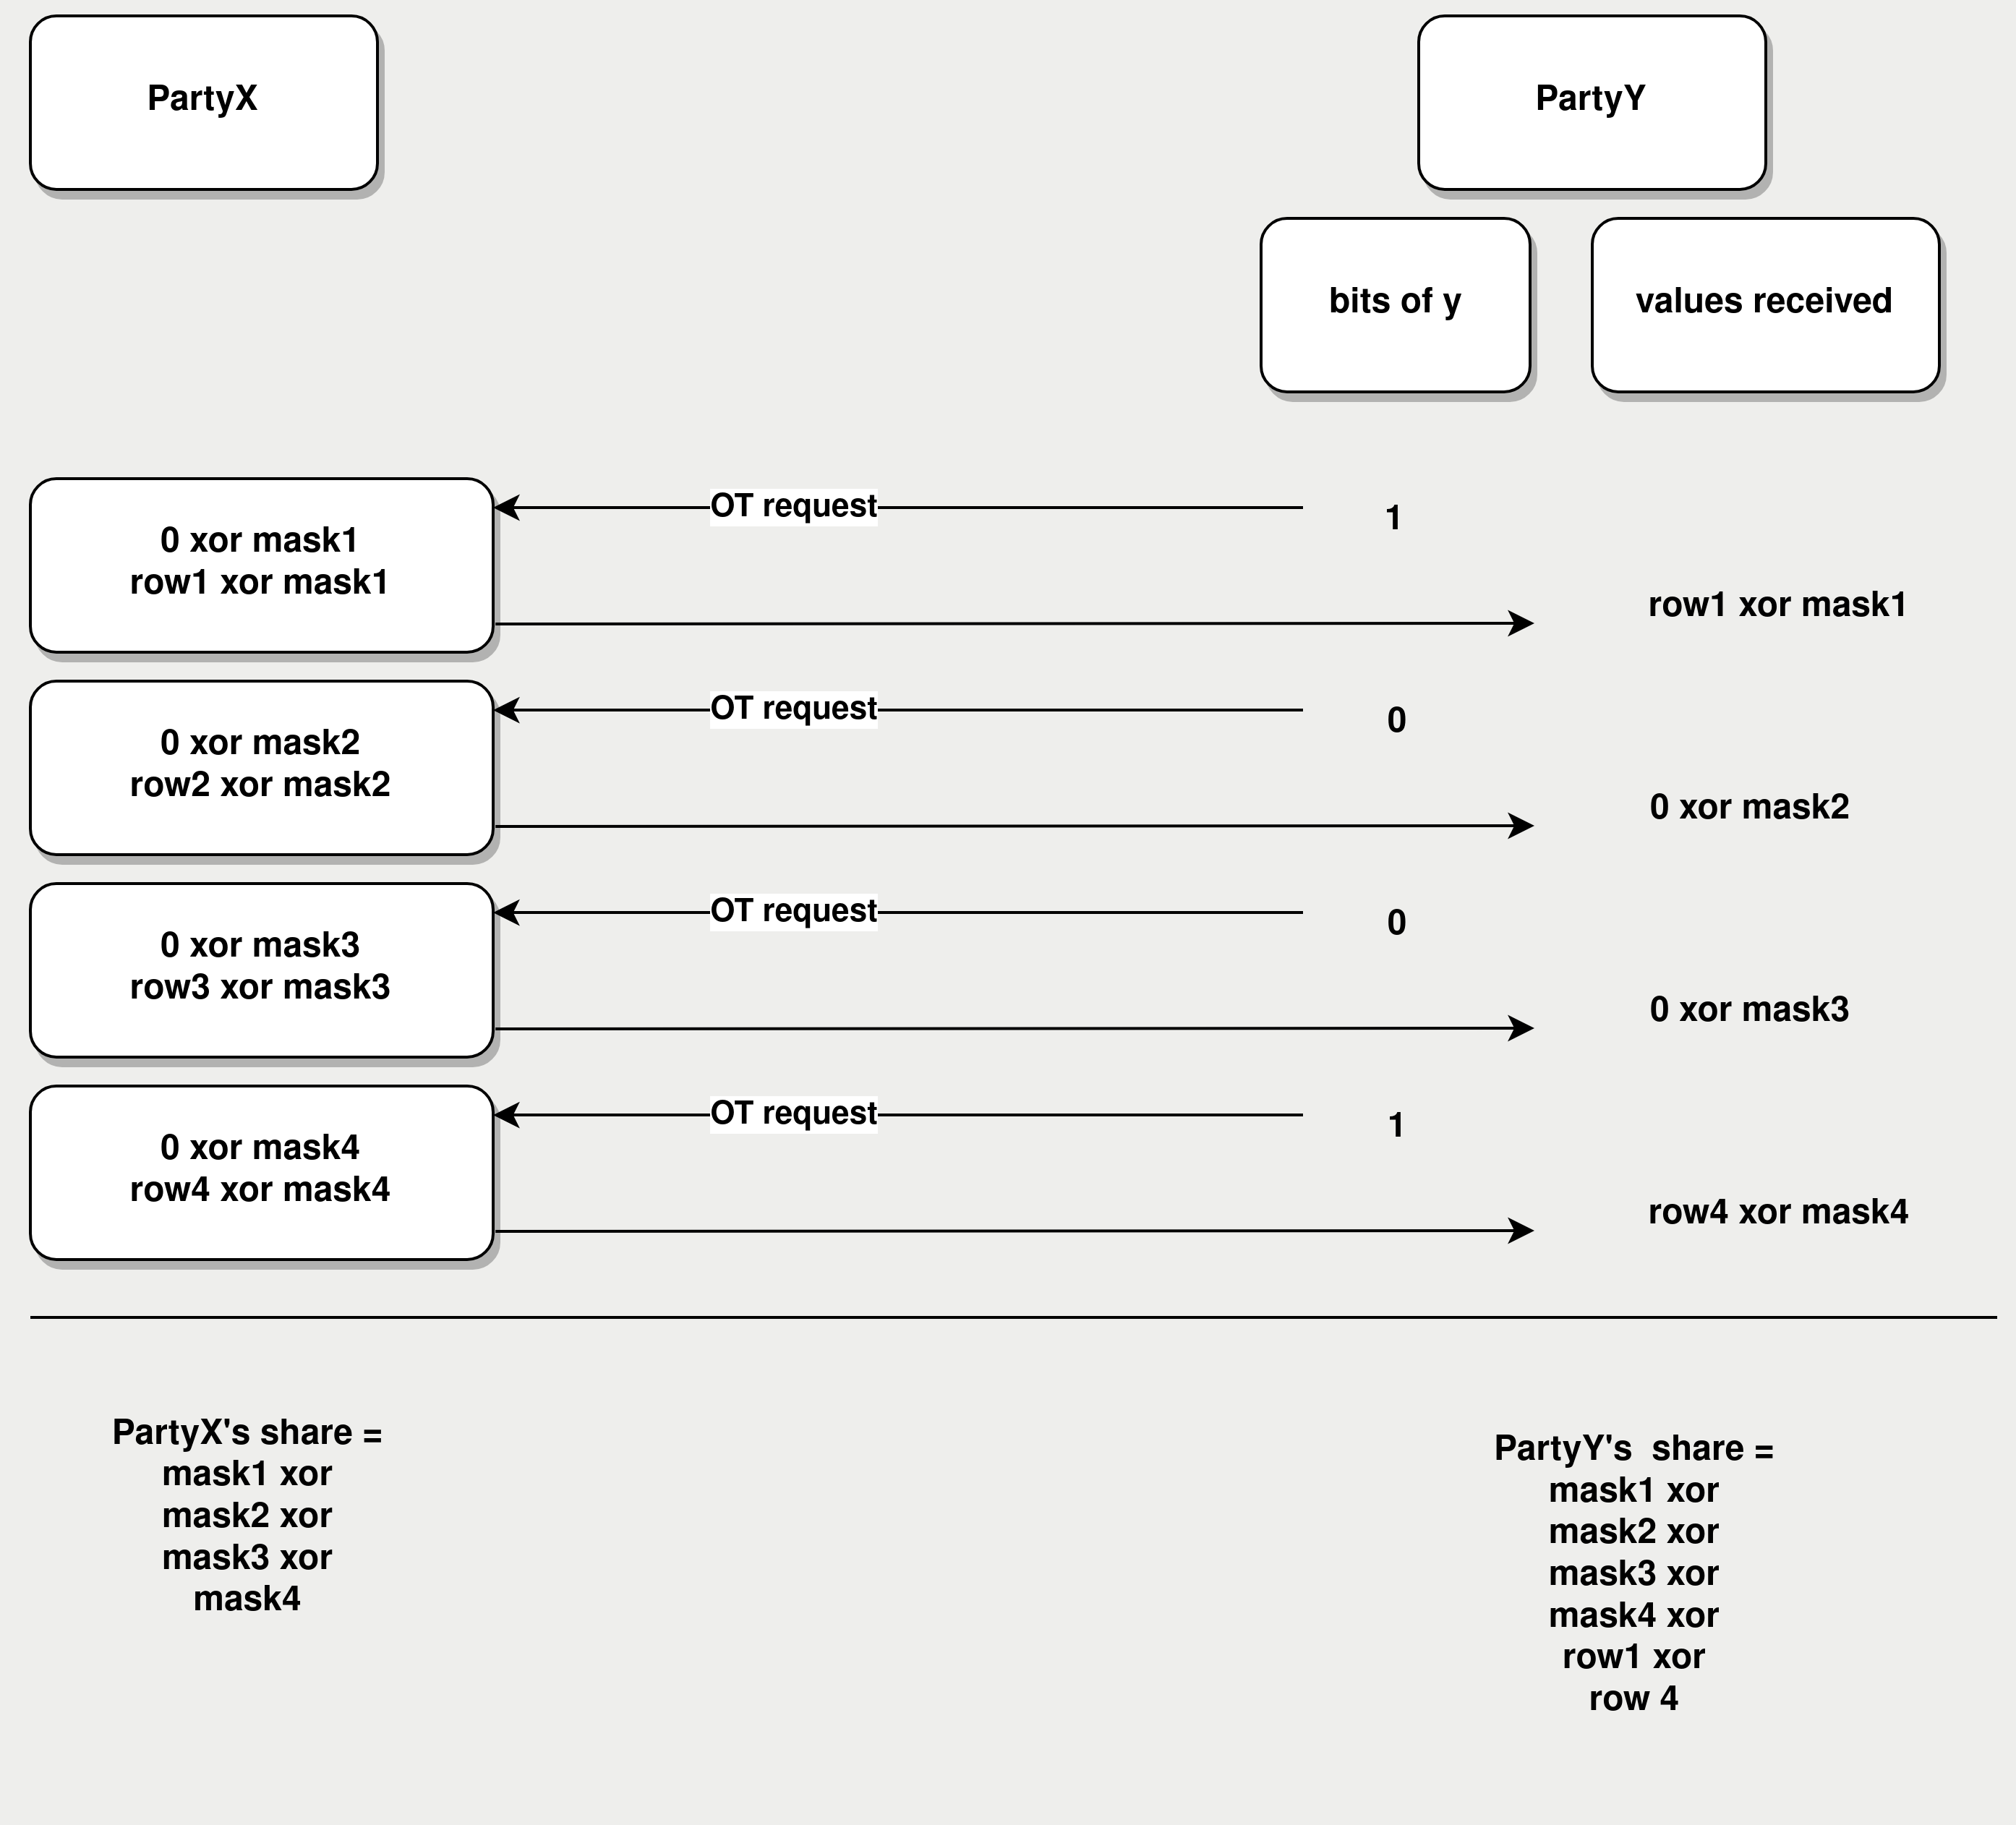 PartyX
PartyY
bits of y
values received
0 xor mask1
row1 xor mask1
OT request
1
row1 xor mask1
0 xor mask2
row2 xor mask2
OT request
0
0 xor mask2
0 xor mask3
row3 xor mask3
OT request
0
0 xor mask3
0 xor mask4
row4 xor mask4
OT request
1
row4 xor mask4
PartyX's share =
mask1 xor
mask2 xor
mask3 xor
mask4
PartyY's  share =
mask1 xor
mask2 xor
mask3 xor
mask4 xor
row1 xor
row 4